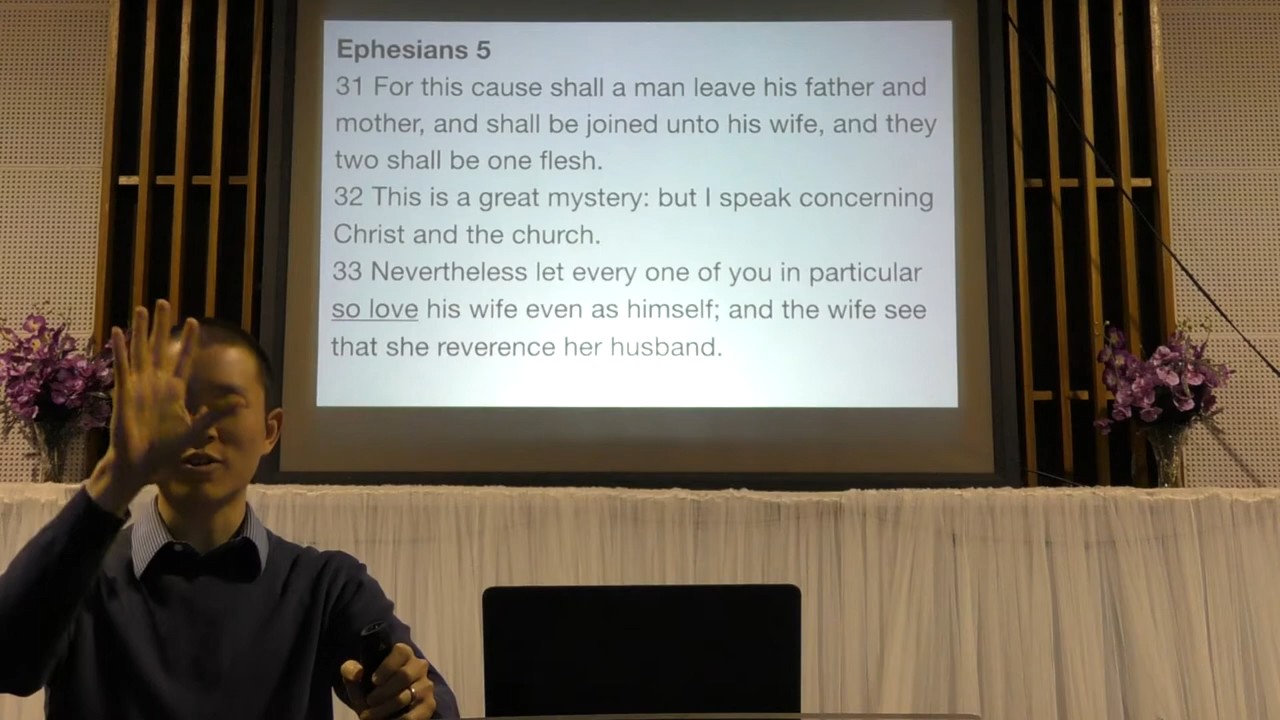 Ephesians 5
31 For this cause shall a man leave his father and
mother, and shall be joined unto his wife, and they
two shall be one flesh.
32 This is a great mystery: but I speak concerning
Christ and the church.
33 Nevertheless let every one of you in particular
so love his wife even as himself; and the wife see
that she reverence her husband.